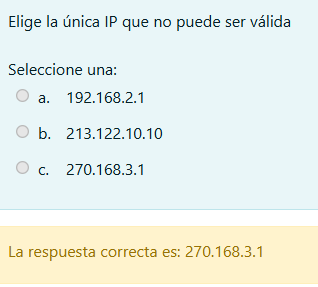 Elige la única IP que no puede ser válida
Seleccione una:
a. 192.168.2.1
b. 213.122.10.10
c. 270.168.3.1
La respuesta correcta es: 270.168.3.1